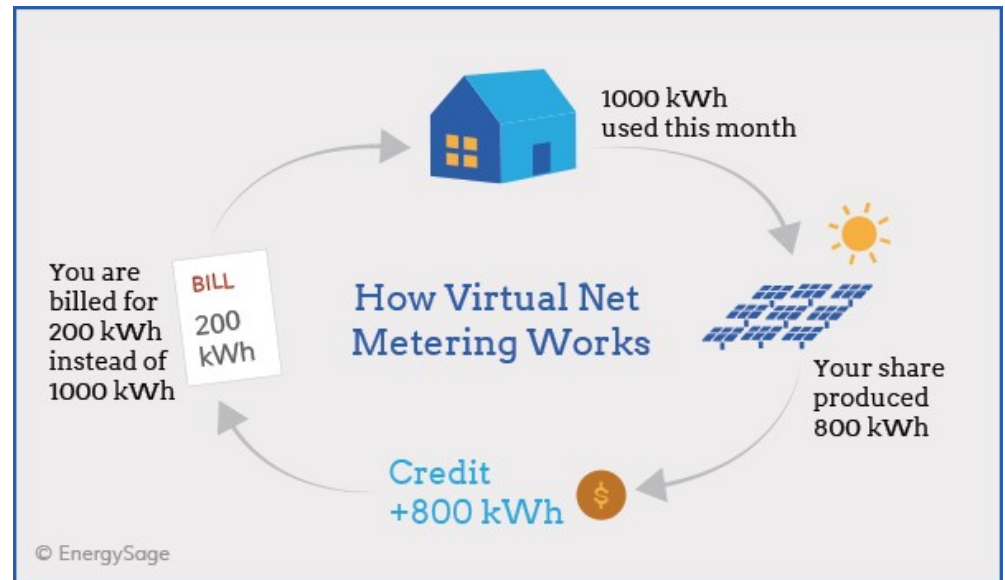 1000 kWh
used this month
How Virtual Net
Metering Works
Your share
produced
800 kWh
Credit
+800 kWh
$
BILL
200
kWh
You are
billed for
200 kWh
instead of
1000 kWh
© EnergySage